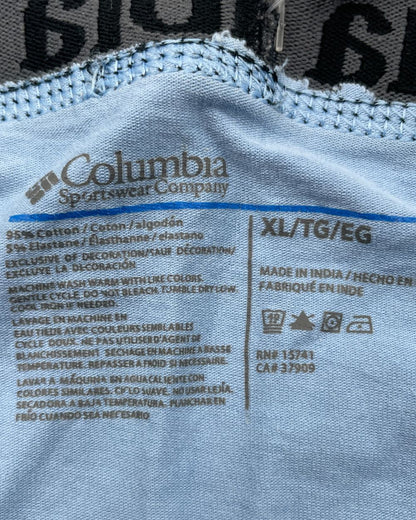 Columbia
Sportswear Company
95% Cotton / Coton / algodón
5% Elastane / Élasthanne / elastano
EXCLUSIVE OF DECORATION/SAUF DÉCORATION/
EXCLUYE LA DECORACIÓN
MACHINE WASH WARM WITH LIKE COLORS.
GENTLE CYCLE. DO NOT BLEACH. TUMBLE DRY LOW.
COOL IRON IF NEEDED.
LAVAGE EN MACHINE EN
EAU TIÈDE AVEC COULEURS SEMBLABLES.
CYCLE DOUX. NE PAS UTILISER D'AGENT DE
BLANCHISSEMENT. SECHAGE EN MACHINE A BASSE
TEMPÉRATURE. REPASSER A FROID SI NECESSAIRE.
LAVAR A MÁQUINA EN AGUA CALIENTE CON
COLORES SIMILARES. CICLO SUAVE. NO USAR LEJÍA.
SECADORA A BAJA TEMPERATURA. PLANCHAR EN
FRÍO CUANDO SEA NECESARIO
XL/TG/EG
MADE IN INDIA / HECHO EN
FABRIQUÉ EN INDE
RN# 15741
CA# 37909